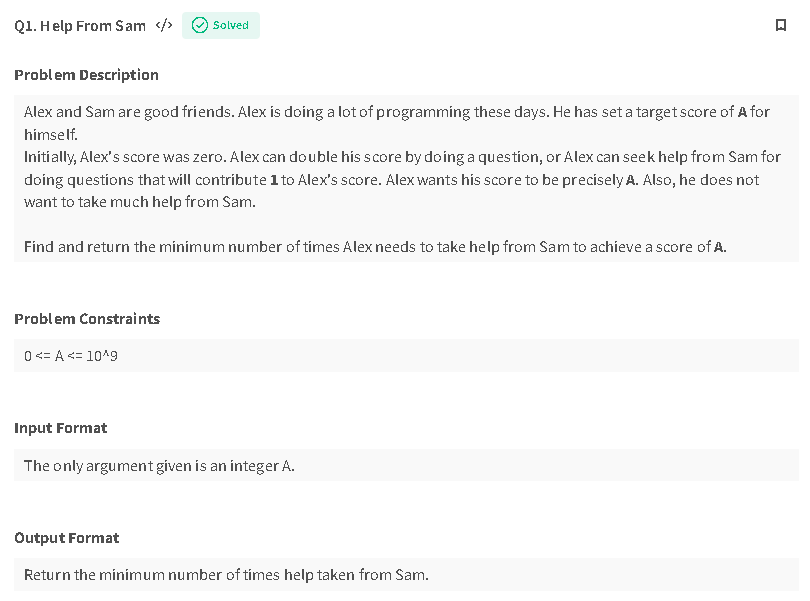 Q1. Help From Sam </> Solved
Problem Description
Alex and Sam are good friends. Alex is doing a lot of programming these days. He has set a target score of A for
himself.
Initially, Alex's score was zero. Alex can double his score by doing a question, or Alex can seek help from Sam for
doing questions that will contribute 1 to Alex's score. Alex wants his score to be precisely A. Also, he does not
want to take much help from Sam.
Find and return the minimum number of times Alex needs to take help from Sam to achieve a score of A.
Problem Constraints
0 <= A <= 10^9
Input Format
The only argument given is an integer A.
Output Format
Return the minimum number of times help taken from Sam.